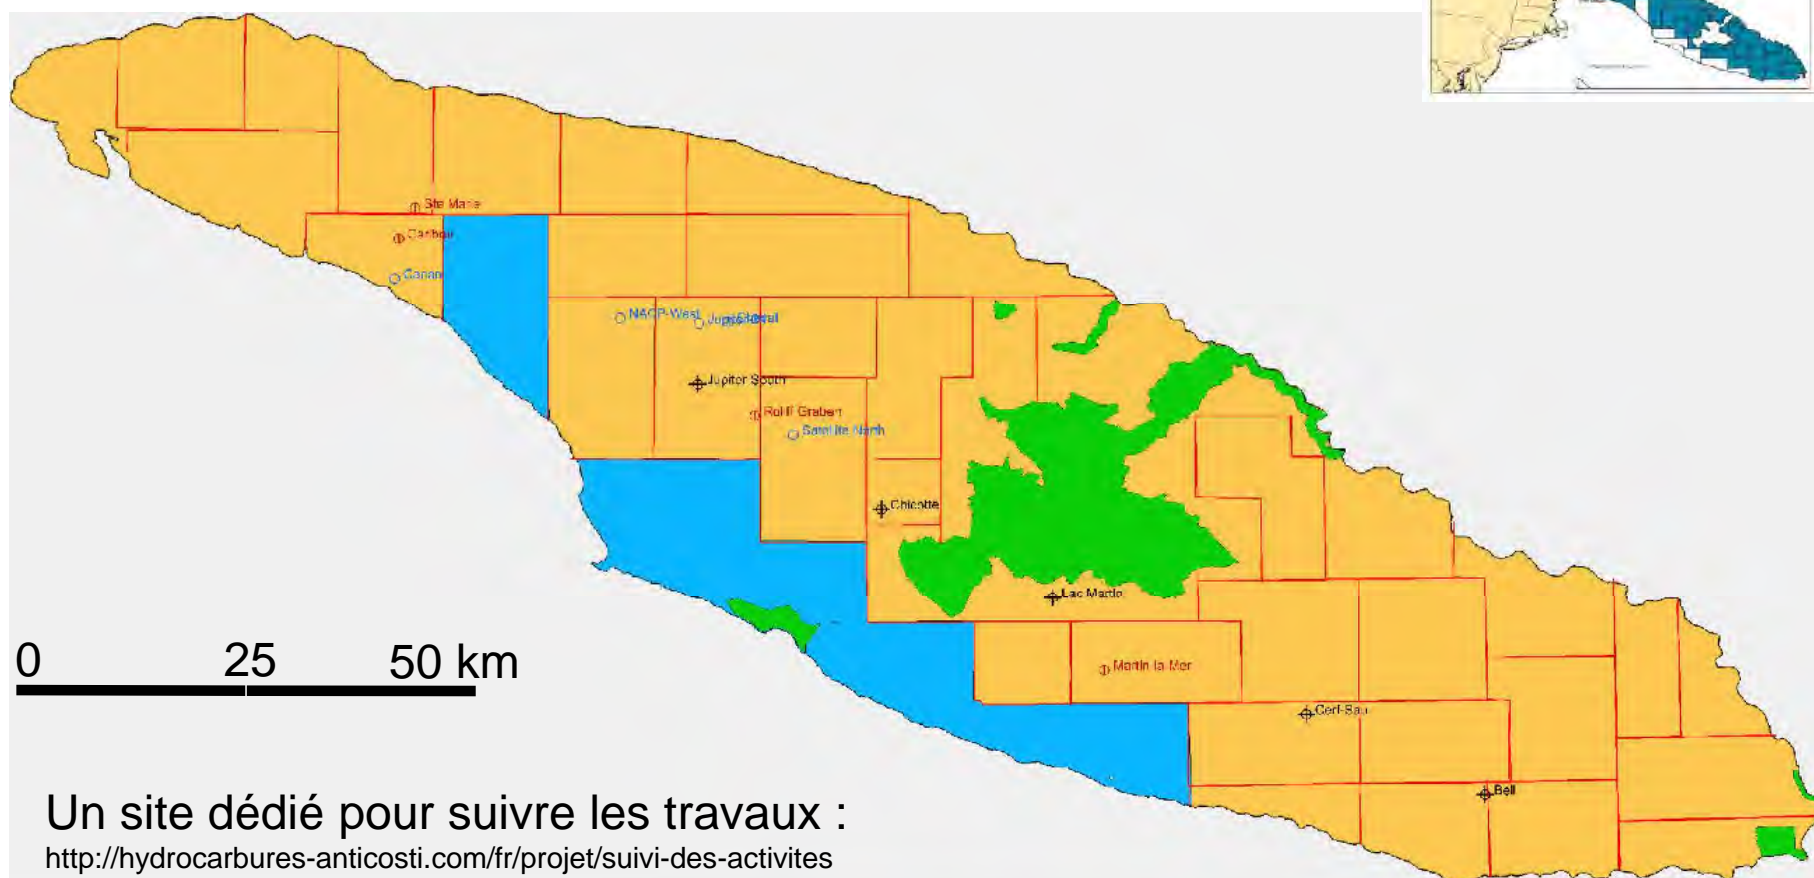 Ste Marie
Caribou
Canard
NACP-West
Jupiter South
Roliff Graben
Satellite North
Chicotte
Lac Martin
Martin-la-Mer
Cerf-Sau
Bell
0 25 50 km
Un site dédié pour suivre les travaux :
http://hydrocarbures-anticosti.com/fr/projet/suivi-des-activites